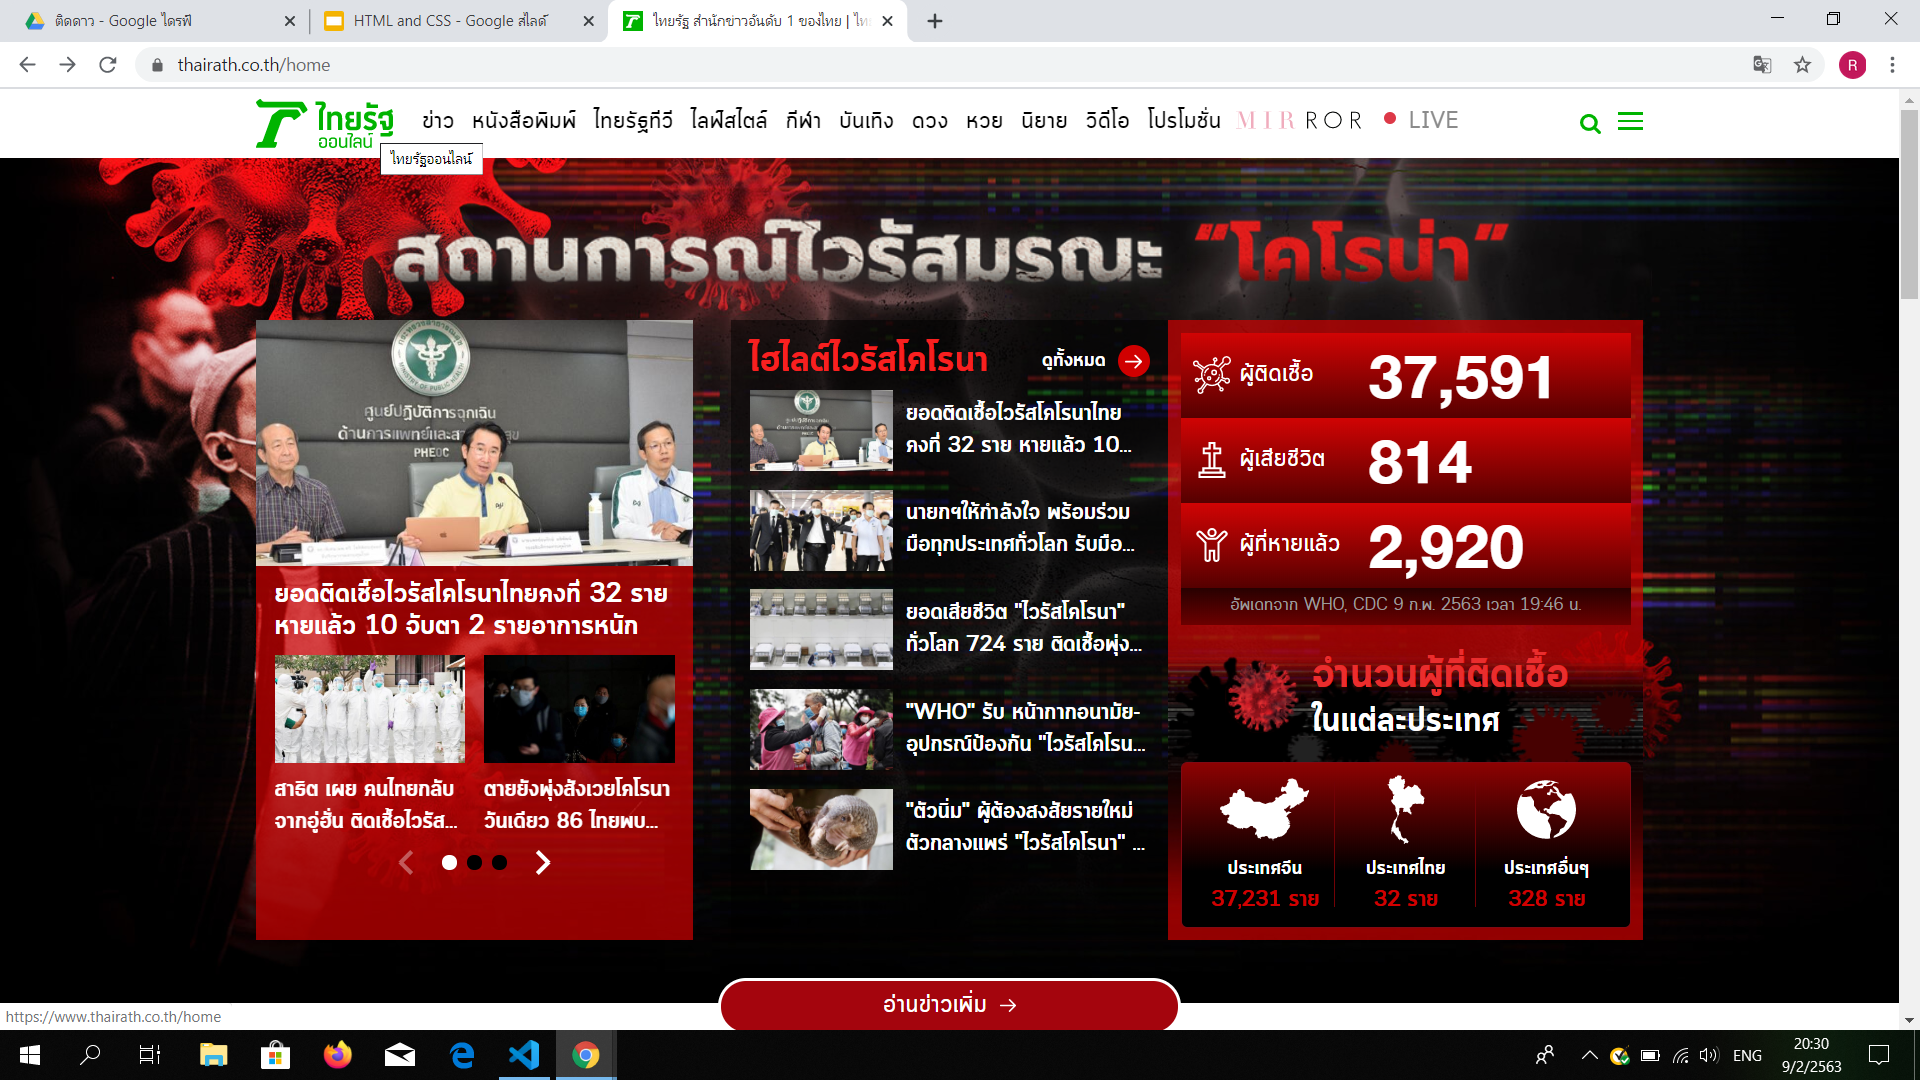 ติดดาว - Google ไดรฟ์
HTML and CSS - Google สไลด์
ไทยรัฐ สำนักข่าวอันดับ 1 ของไทย | ไทย
thairath.co.th/home
R
ไทยรัฐ
ออนไลน์
ข่าว หนังสือพิมพ์ ไทยรัฐทีวี ไลฟ์สไตล์ กีฬา บันเทิง ดวง หวย นิยาย วิดีโอ โปรโมชั่น MIRROR LIVE
ไทยรัฐออนไลน์
สถานการณ์ไวรัสมรณะ "โคโรน่า"
MINISTRY OF PUBLIC HEALTH
ศูนย์ปฏิบัติการฉุกเฉิน
PHEOC
ยอดติดเชื้อไวรัสโคโรนาไทยคงที่ 32 ราย
หายแล้ว 10 จับตา 2 รายอาการหนัก
สาธิต เผย คนไทยกลับ
จากอู่ฮั่น ติดเชื้อไวรัส...
ตายยังพุ่งสังเวยโคโรนา
วันเดียว 86 ไทยพบ...
ไฮไลต์ไวรัสโคโรนา
ดูทั้งหมด
ยอดติดเชื้อไวรัสโคโรนาไทย
คงที่ 32 ราย หายแล้ว 10...
นายกฯให้กำลังใจ พร้อมร่วม
มือทุกประเทศทั่วโลก รับมือ...
ยอดเสียชีวิต "ไวรัสโคโรนา"
ทั่วโลก 724 ราย ติดเชื้อพุ่ง...
"WHO" รับ หน้ากากอนามัย-
อุปกรณ์ป้องกัน "ไวรัสโคโรน...
"ตัวนิ่ม" ผู้ต้องสงสัยรายใหม่
ตัวกลางแพร่ "ไวรัสโคโรนา" ...
ผู้ติดเชื้อ 37,591
ผู้เสียชีวิต 814
ผู้ที่หายแล้ว 2,920
อัพเดทจาก WHO, CDC 9 ก.พ. 2563 เวลา 19:46 น.
จำนวนผู้ที่ติดเชื้อ
ในแต่ละประเทศ
ประเทศจีน ประเทศไทย ประเทศอื่นๆ
37,231 ราย 32 ราย 328 ราย
อ่านข่าวเพิ่ม →
https://www.thairath.co.th/home
ENG
20:30
9/2/2563